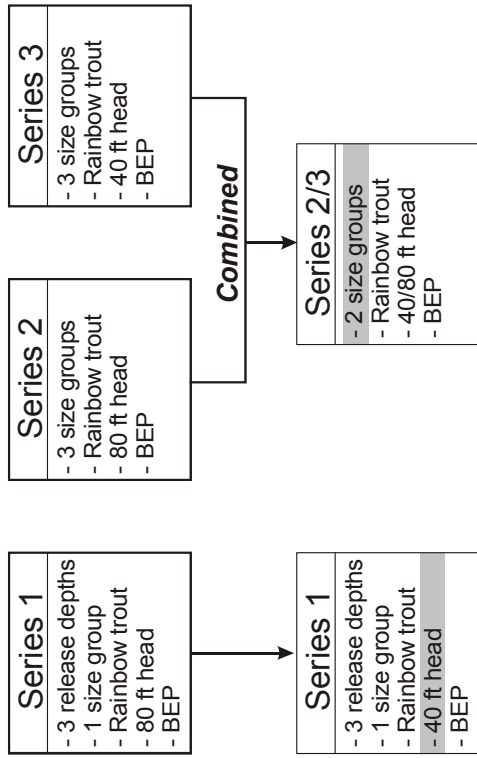 Series 1
- 3 release depths
- 1 size group
- Rainbow trout
- 80 ft head
- BEP
Series 2
- 3 size groups
- Rainbow trout
- 80 ft head
- BEP
Series 3
- 3 size groups
- Rainbow trout
- 40 ft head
- BEP
Combined
Series 1
- 3 release depths
- 1 size group
- Rainbow trout
- 40 ft head
- BEP
Series 2/3
- 2 size groups
- Rainbow trout
- 40/80 ft head
- BEP